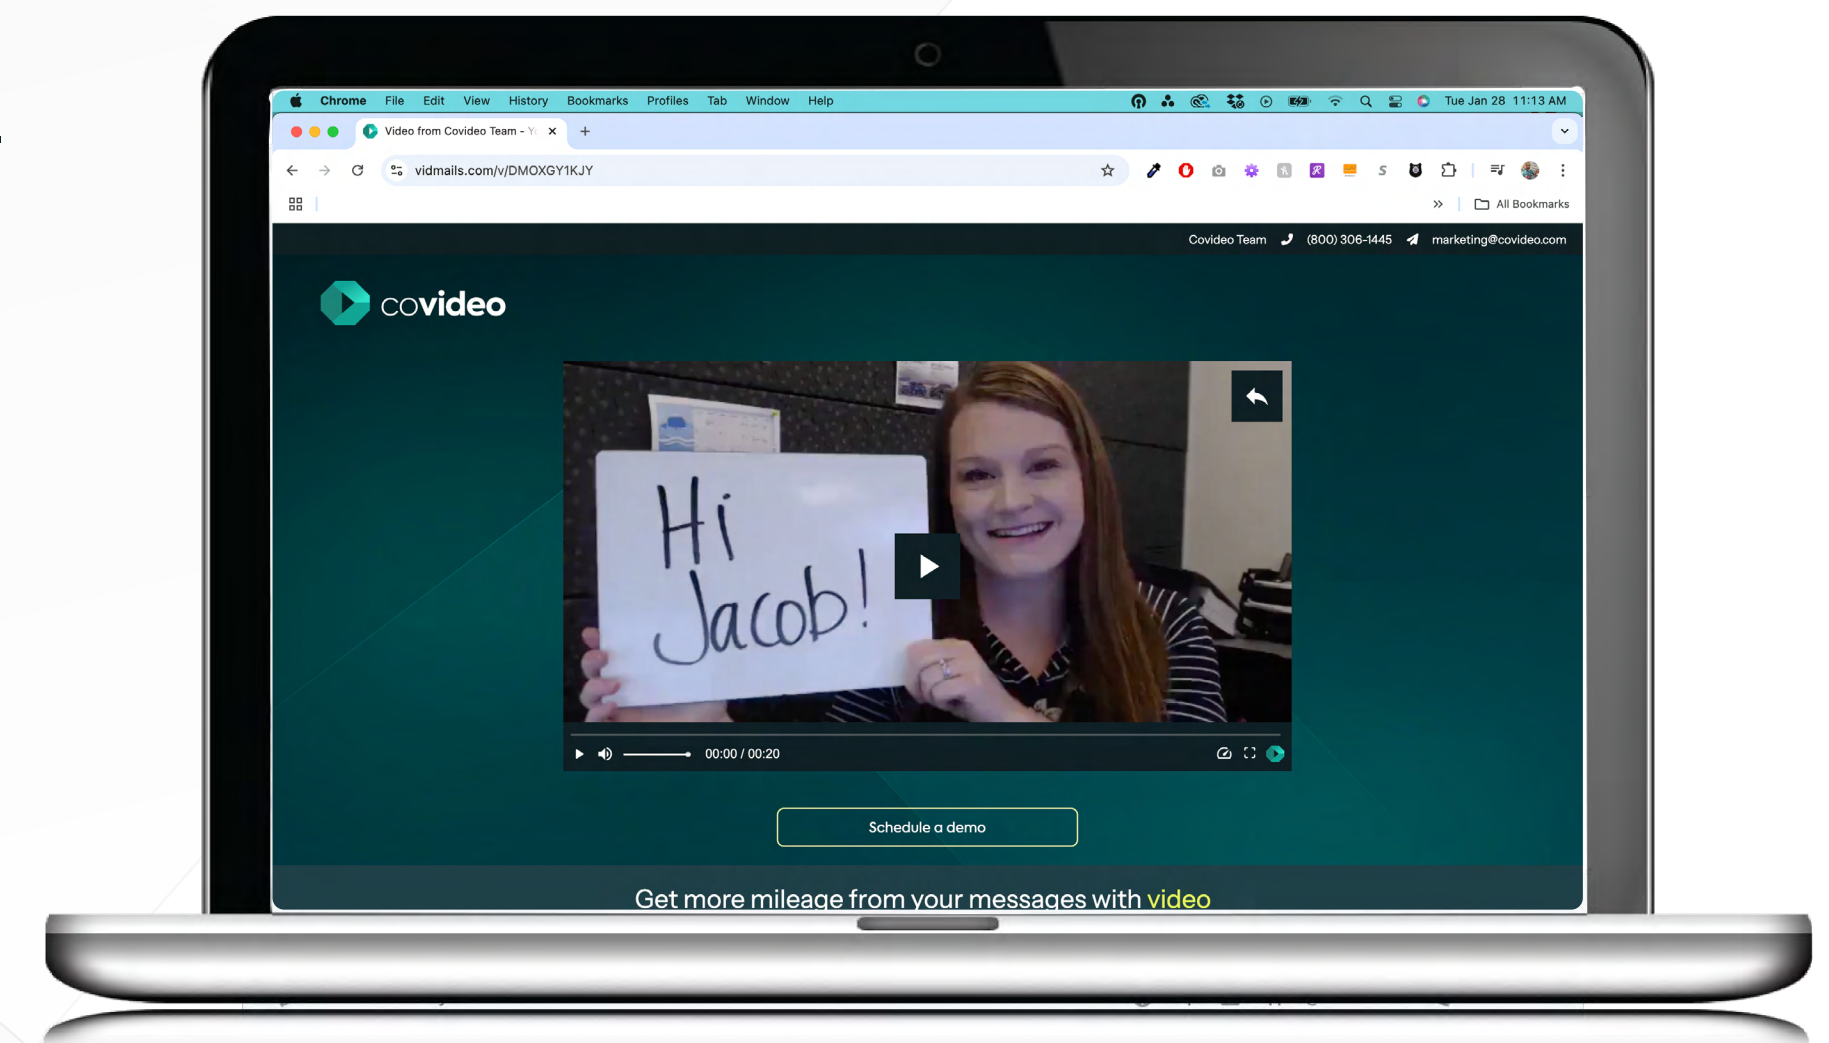 Chrome File Edit View History Bookmarks Profiles Tab Window Help Tue Jan 28 11:13 AM
Video from Covideo Team -
vidmails.com/v/DMOXGY1KJY
All Bookmarks
Covideo Team (800) 306-1445 marketing@covideo.com
covideo
Hi
Jacob!
00:00 / 00:20
Schedule a demo
Get more mileage from your messages with video